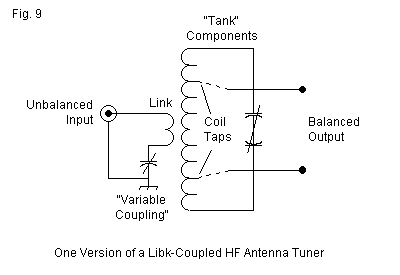 Fig. 9
"Tank"
Components
Unbalanced
Input
Link
Coil
Taps
Balanced
Output
"Variable
Coupling"
One Version of a Libk-Coupled HF Antenna Tuner